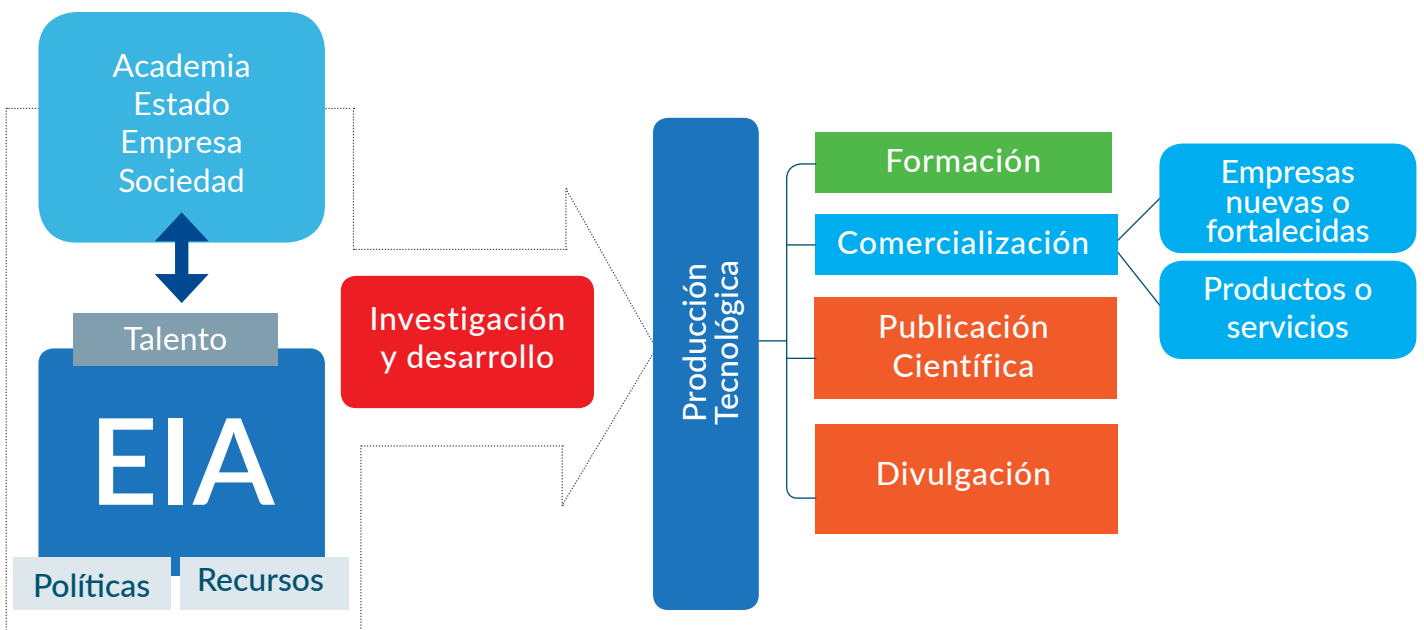 Academia
Estado
Empresa
Sociedad
Talento
EIA
Políticas
Recursos
Investigación
y desarrollo
Producción
Tecnológica
Formación
Comercialización
Publicación
Científica
Divulgación
Empresas
nuevas o
fortalecidas
Productos o
servicios